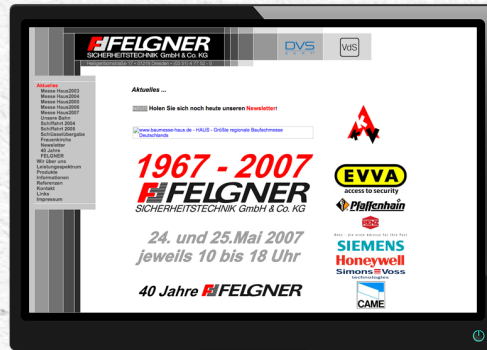 FELGNER
SICHERHEITSTECHNIK GmbH & Co. KG
DVS
VdS
Aktuelles
Messe Haus2003
Messe Haus2004
Messe Haus2005
Messe Haus2006
Messe Haus2007
Unsere Bahn
Schiffahrt 2004
Schiffahrt 2005
Schlüsselübergabe
Frauenkirche
Newsletter
40 Jahre
FELGNER
Wir über uns
Leistungsspektrum
Produkte
Informationen
Referenzen
Kontakt
Links
Impressum
Aktuelles ...
Holen Sie sich noch heute unseren Newsletter!
www.baumesse-haus.de - HAUS - Größte regionale Baufachmesse
Deutschlands
1967 - 2007
FELGNER
SICHERHEITSTECHNIK GmbH & Co. KG
24. und 25.Mai 2007
jeweils 10 bis 18 Uhr
40 Jahre FELGNER
EVVA
access to security
Pfaffenhain
SIEMENS
Honeywell
Simons Voss
technologies
CAME